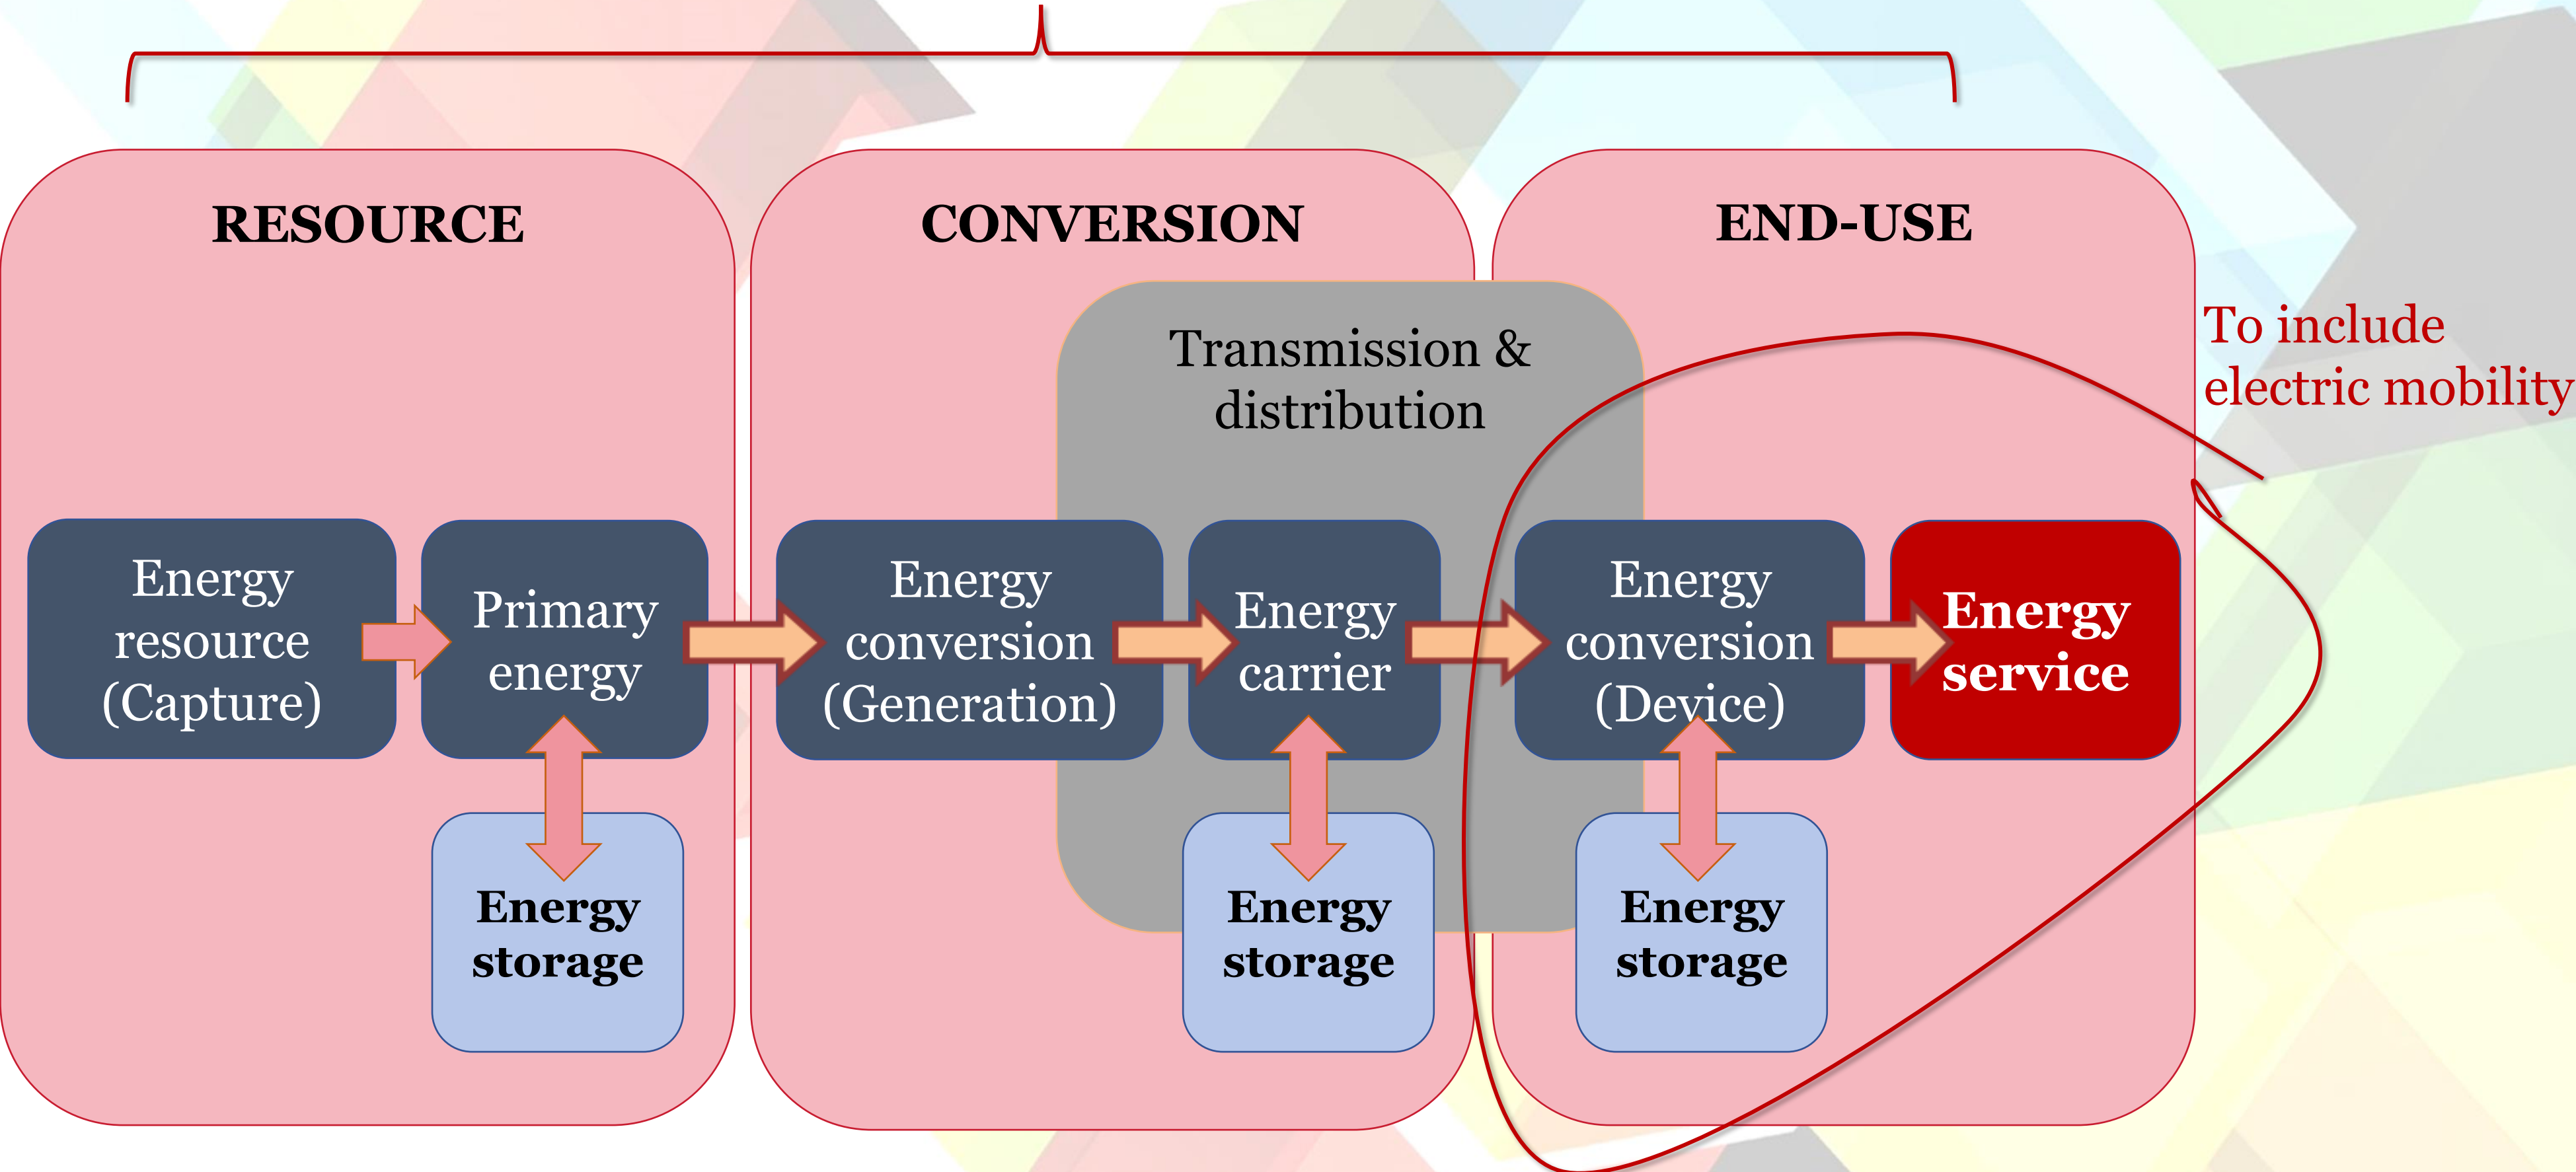 RESOURCE
CONVERSION
END-USE
To include
electric mobility
Transmission &
distribution
Energy
resource
(Capture)
Primary
energy
Energy
conversion
(Generation)
Energy
carrier
Energy
conversion
(Device)
Energy
service
Energy
storage
Energy
storage
Energy
storage